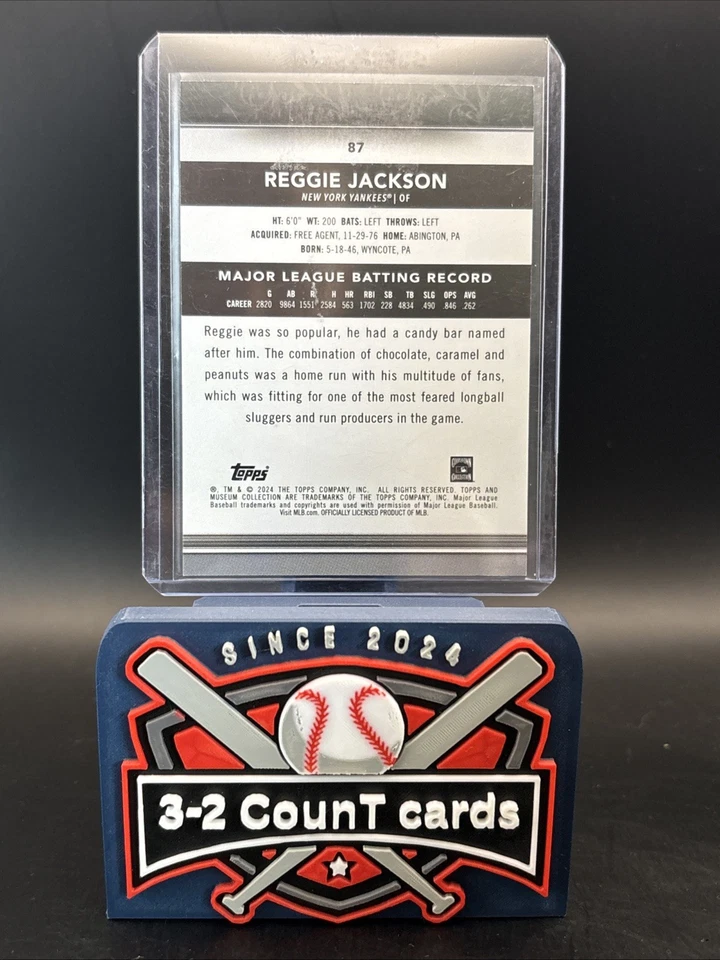 87
REGGIE JACKSON
NEW YORK YANKEES® | OF
HT: 6'0" WT: 200 BATS: LEFT THROWS: LEFT
ACQUIRED: FREE AGENT, 11-29-76 HOME: ABINGTON, PA
BORN: 5-18-46, WYNCOTE, PA
MAJOR LEAGUE BATTING RECORD
G AB R H HR RBI SB TB SLG OPS AVG
CAREER 2820 9864 1551 2584 563 1702 228 4834 .490 .846 .262
Reggie was so popular, he had a candy bar named
after him. The combination of chocolate, caramel and
peanuts was a home run with his multitude of fans,
which was fitting for one of the most feared longball
sluggers and run producers in the game.
topps
®, TM & © 2024 THE TOPPS COMPANY, INC. ALL RIGHTS RESERVED. TOPPS AND
MUSEUM COLLECTION ARE TRADEMARKS OF THE TOPPS COMPANY, INC. Major League
Baseball trademarks and copyrights are used with permission of Major League Baseball.
Visit MLB.com. OFFICIALLY LICENSED PRODUCT OF MLB.
SINCE 2024
3-2 CounT cards